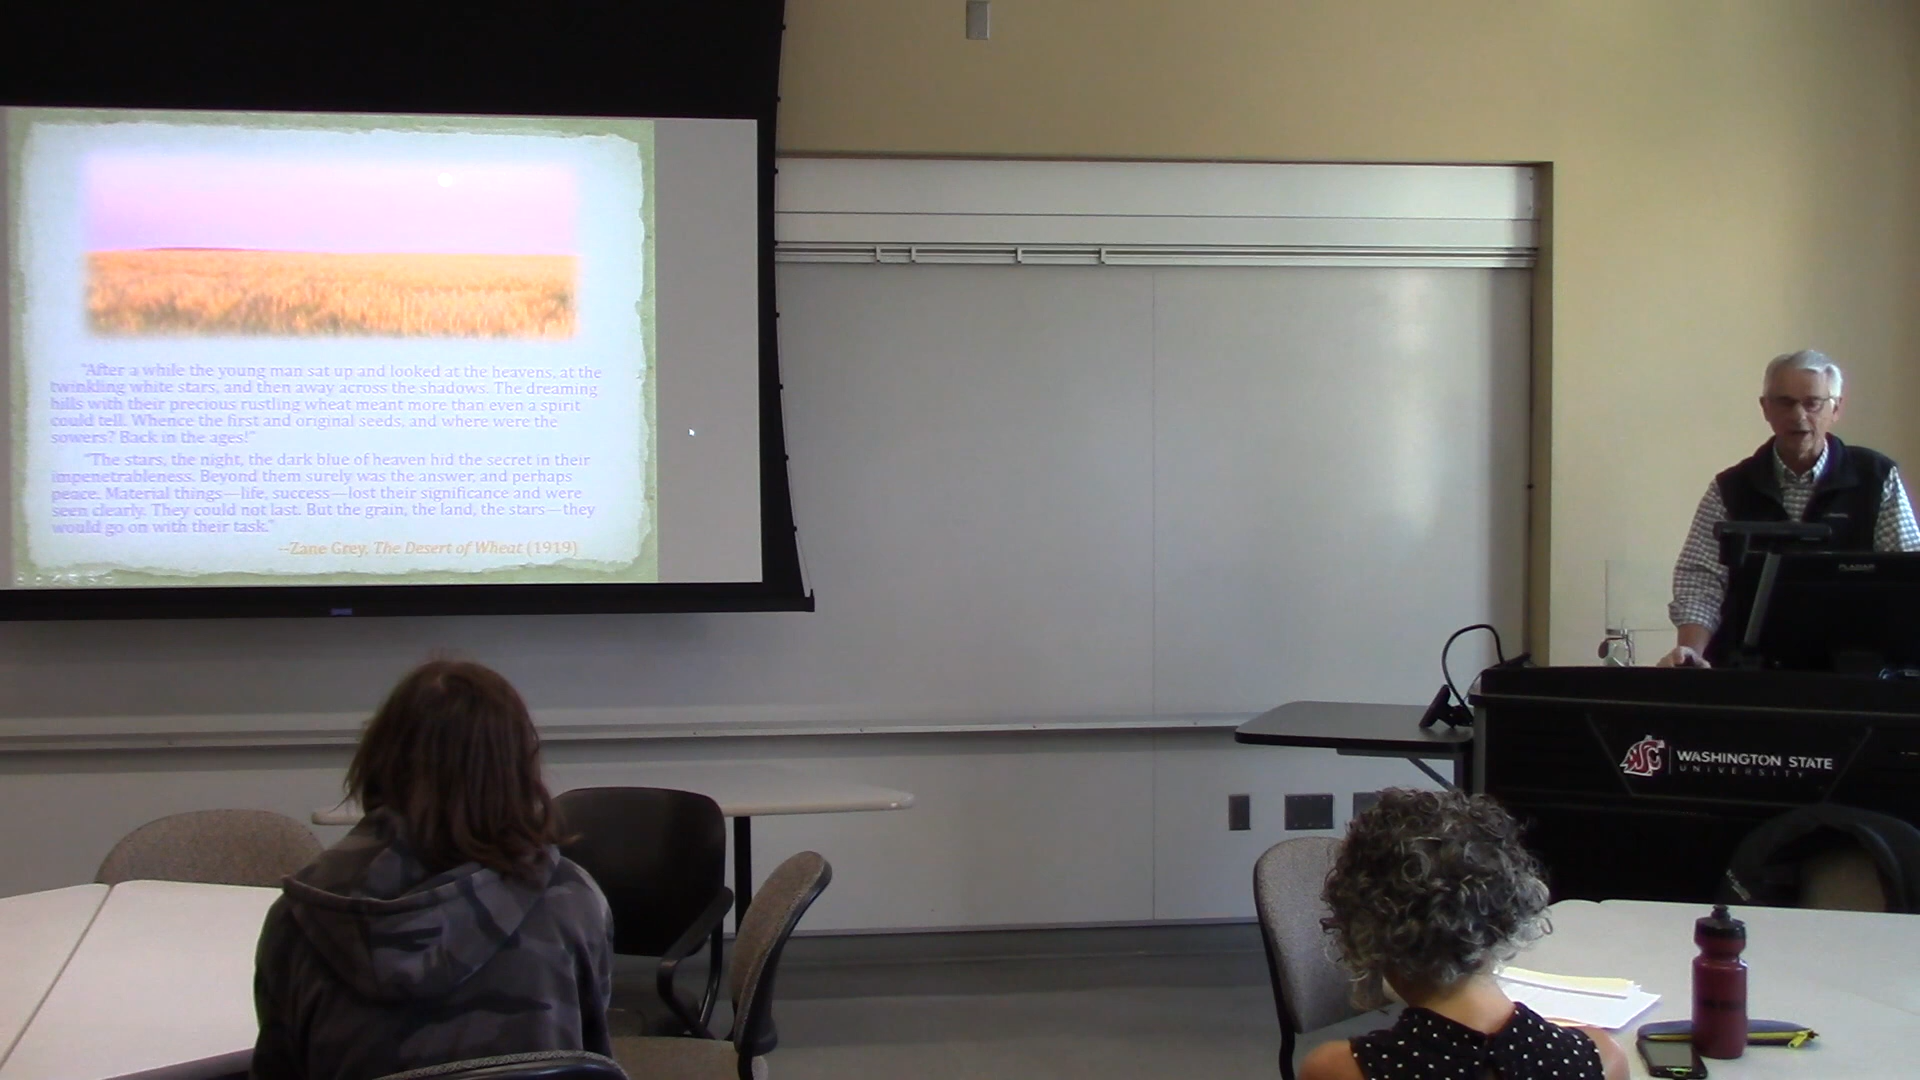 "After a while the young man sat up and looked at the heavens, at the
twinkling white stars, and then away across the shadows. The dreaming
hills with their precious rustling wheat meant more than even a spirit
could tell. Whence the first and original seeds, and where were the
sowers? Back in the ages!"
"The stars, the night, the dark blue of heaven hid the secret in their
impenetrableness. Beyond them surely was the answer, and perhaps
peace. Material things—life, success—lost their significance and were
seen clearly. They could not last. But the grain, the land, the stars—they
would go on with their task."
--Zane Grey, The Desert of Wheat (1919)
WSU WASHINGTON STATE
UNIVERSITY
PLANAR